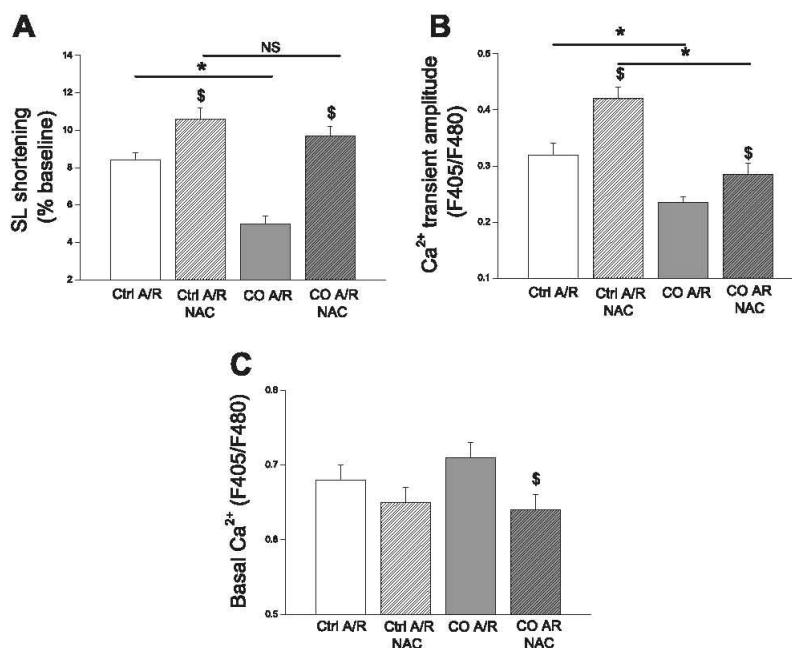 A
SL shortening
(% baseline)
14
12
10
8
6
4
2
NS
*
$
$
Ctrl A/R
Ctrl A/R
NAC
CO A/R
CO A/R
NAC
B
Ca²⁺ transient amplitude
(F405/F480)
0.5
0.4
0.3
0.2
0.1
*
*
$
$
Ctrl A/R
Ctrl A/R
NAC
CO A/R
CO AR
NAC
C
Basal Ca²⁺ (F405/F480)
0.8
0.7
0.6
0.5
$
Ctrl A/R
Ctrl A/R
NAC
CO A/R
CO AR
NAC